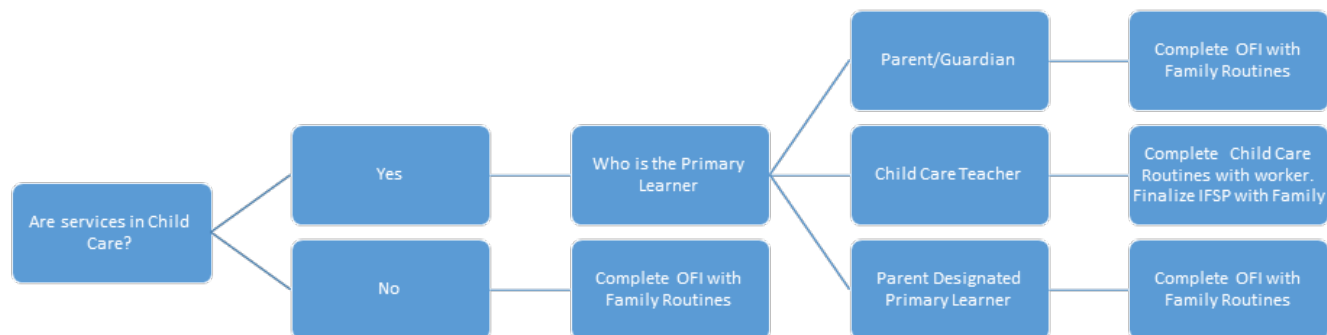 Are services in Child
Care?
Yes
No
Who is the Primary
Learner
Complete OFI with
Family Routines
Parent/Guardian
Child Care Teacher
Parent Designated
Primary Learner
Complete OFI with
Family Routines
Complete Child Care
Routines with worker.
Finalize IFSP with Family
Complete OFI with
Family Routines